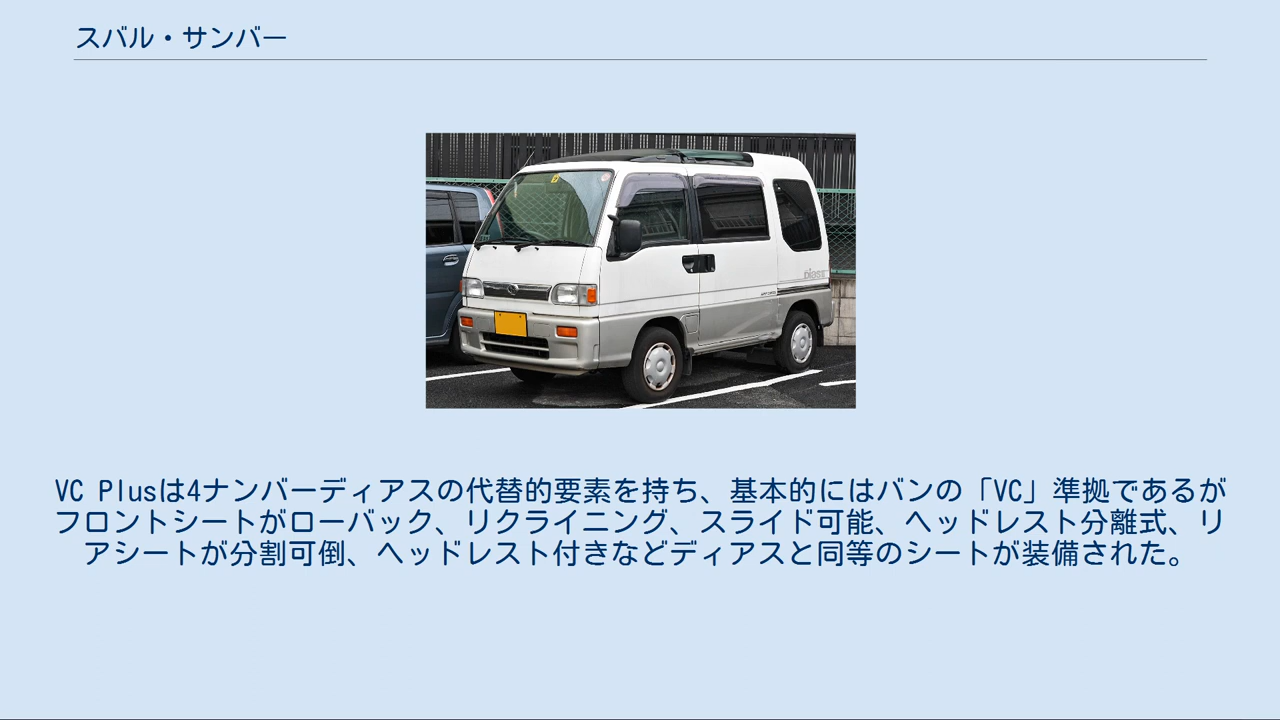 スバル・サンバー
Diass
VC Plusは4ナンバーディアスの代替的要素を持ち、基本的にはバンの「VC」準拠であるが
フロントシートがローバック、リクライニング、スライド可能、ヘッドレスト分離式、リ
アシートが分割可倒、ヘッドレスト付きなどディアスと同等のシートが装備された。